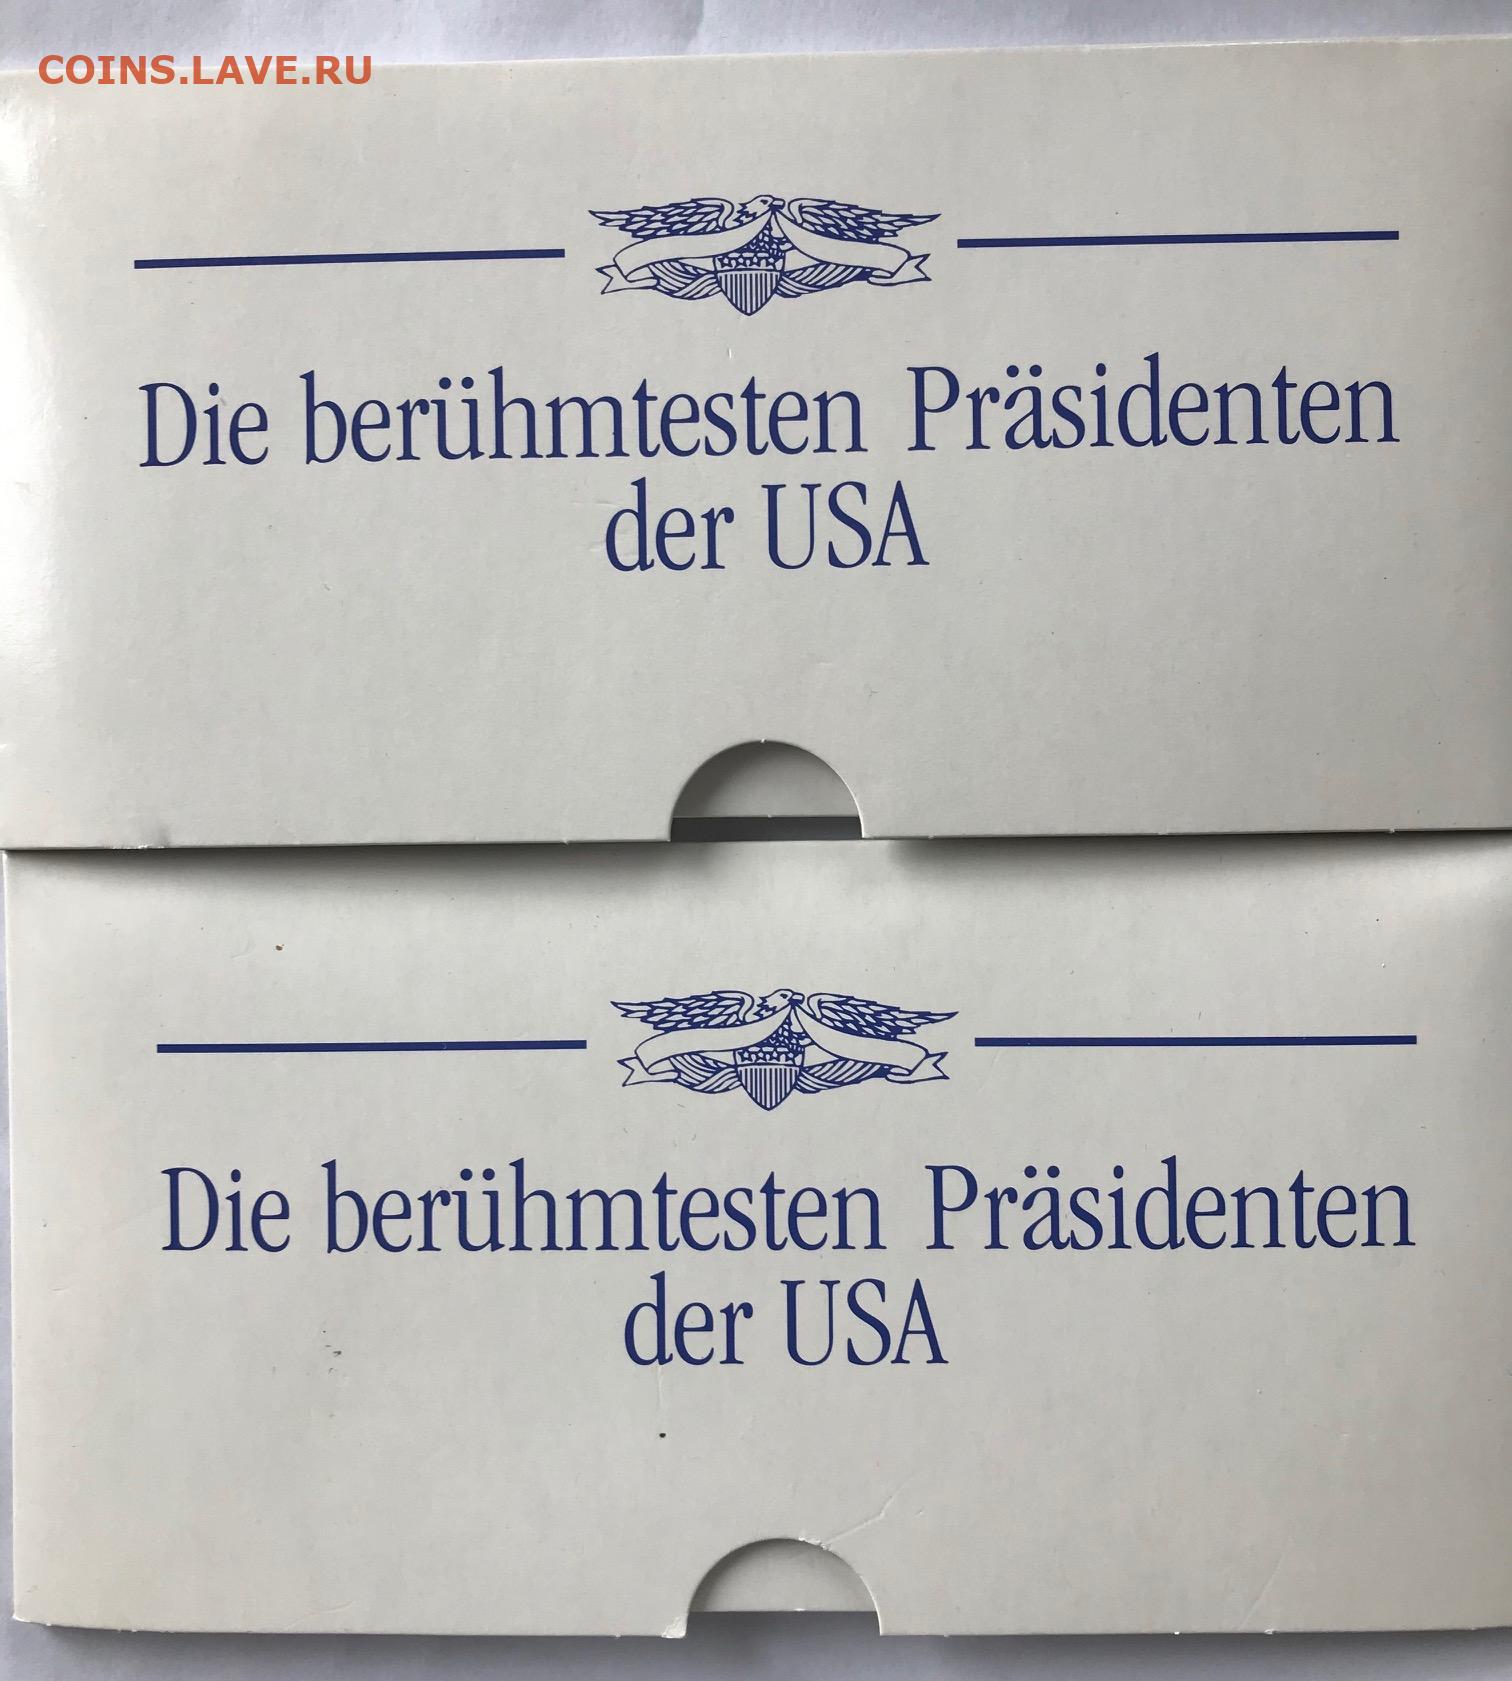 COINS.LAVE.RU
Die berühmtesten Präsidenten
der USA
Die berühmtesten Präsidenten
der USA